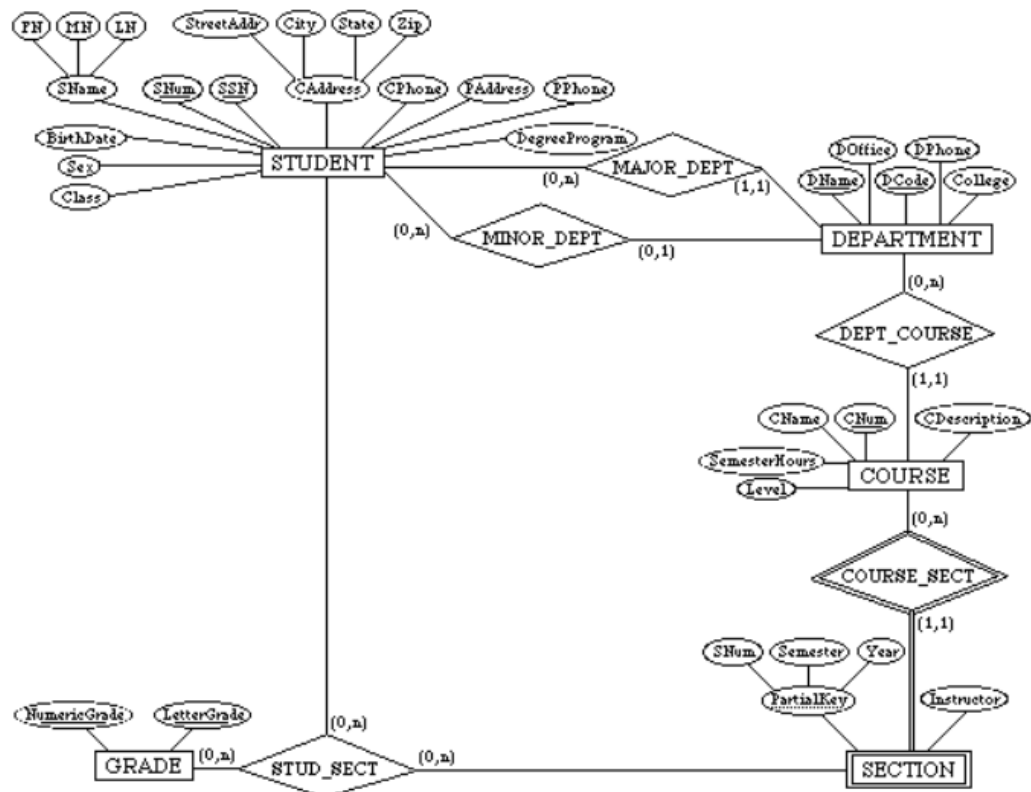 FN MN LN StreetAddr City State Zip
SName SNum SSN CAddress CPhone PAddress PPhone
BirthDate DegreeProgram
STUDENT
Sex
Class
(0,n) MAJOR_DEPT (1,1)
DOffice DPhone
DName DCode College
(0,n) MINOR_DEPT (0,1) DEPARTMENT
(0,n)
DEPT_COURSE
(1,1)
CName CNum CDescription
SemesterHours COURSE
Level
(0,n)
COURSE_SECT
(1,1)
SNum Semester Year
PartialKey Instructor
NumericGrade LetterGrade (0,n)
GRADE (0,n) STUD_SECT (0,n) SECTION